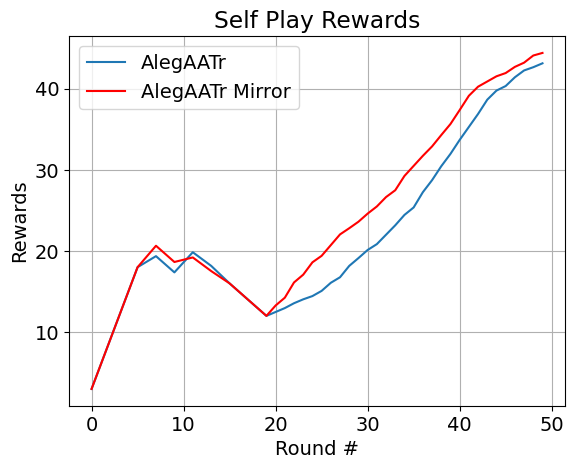 Self Play Rewards
AlegAATr
AlegAATr Mirror
Rewards
40
30
20
10
0 10 20 30 40 50
Round #